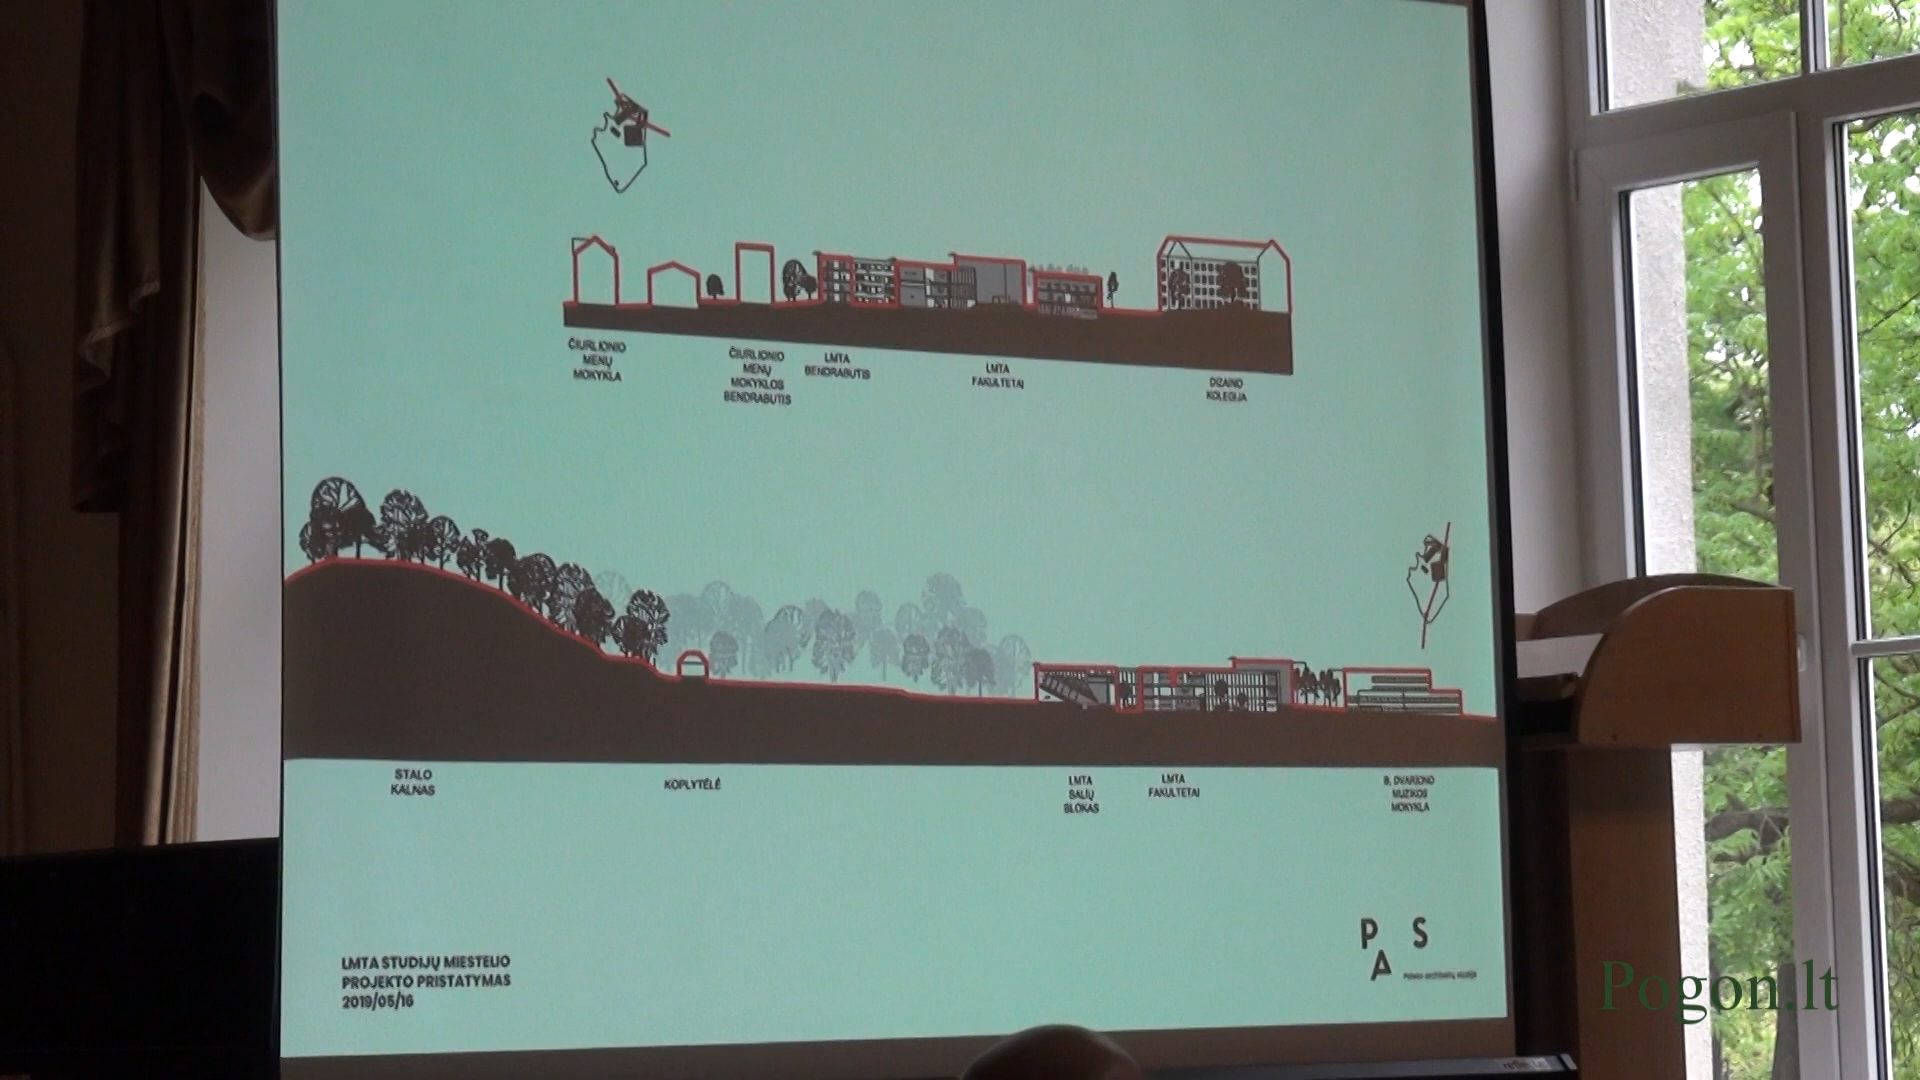 ČIURLIONIO
MENŲ
MOKYKLA
ČIURLIONIO
MENŲ
MOKYKLOS
BENDRABUTIS
LMTA
BENDRABUTIS
LMTA
FAKULTETAI
DIZAINO
KOLEGIJA
STALO
KALNAS
KOPLYTĖLĖ
LMTA
SALIŲ
BLOKAS
LMTA
FAKULTETAI
B. DVARIONO
MUZIKOS
MOKYKLA
LMTA STUDIJŲ MIESTELIO
PROJEKTO PRISTATYMAS
2019/05/16
P S
A
Pogon.lt